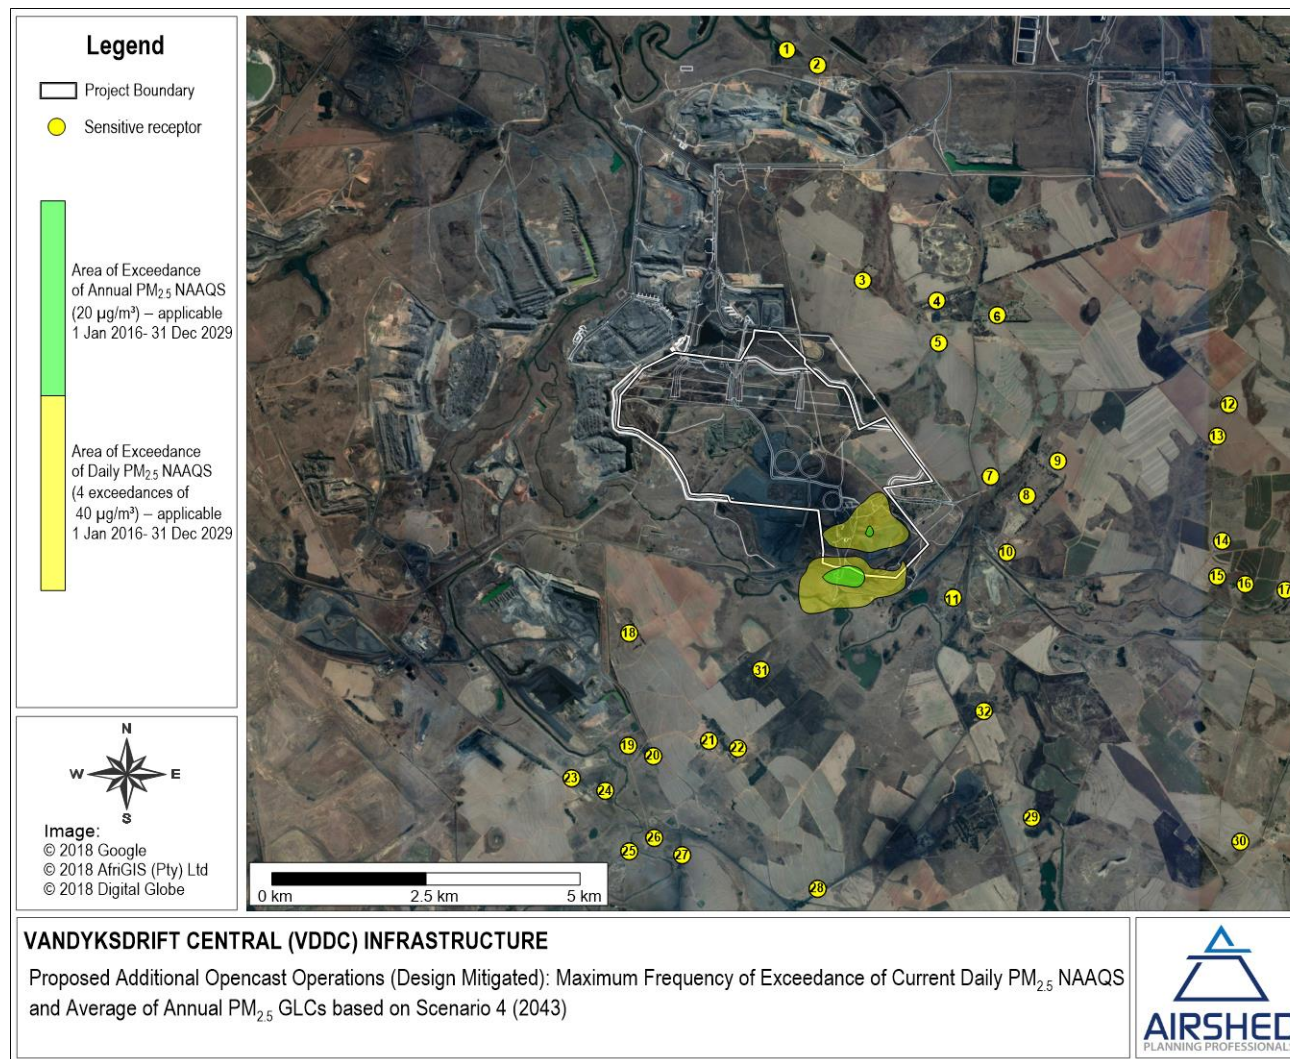 Legend
Project Boundary
Sensitive receptor
Area of Exceedance
of Annual PM2.5 NAAQS
(20 µg/m³) – applicable
1 Jan 2016- 31 Dec 2029
Area of Exceedance
of Daily PM2.5 NAAQS
(4 exceedances of
40 µg/m³) – applicable
1 Jan 2016- 31 Dec 2029
N
W E
S
Image:
© 2018 Google
© 2018 AfriGIS (Pty) Ltd
© 2018 Digital Globe
1
2
3
4
6
5
12
13
9
7
8
10
14
15
16
17
11
18
31
32
21
22
19
20
23
24
29
26
25
27
30
28
0 km 2.5 km 5 km
VANDYKSDRIFT CENTRAL (VDDC) INFRASTRUCTURE
Proposed Additional Opencast Operations (Design Mitigated): Maximum Frequency of Exceedance of Current Daily PM2.5 NAAQS
and Average of Annual PM2.5 GLCs based on Scenario 4 (2043)
AIRSHED
PLANNING PROFESSIONALS